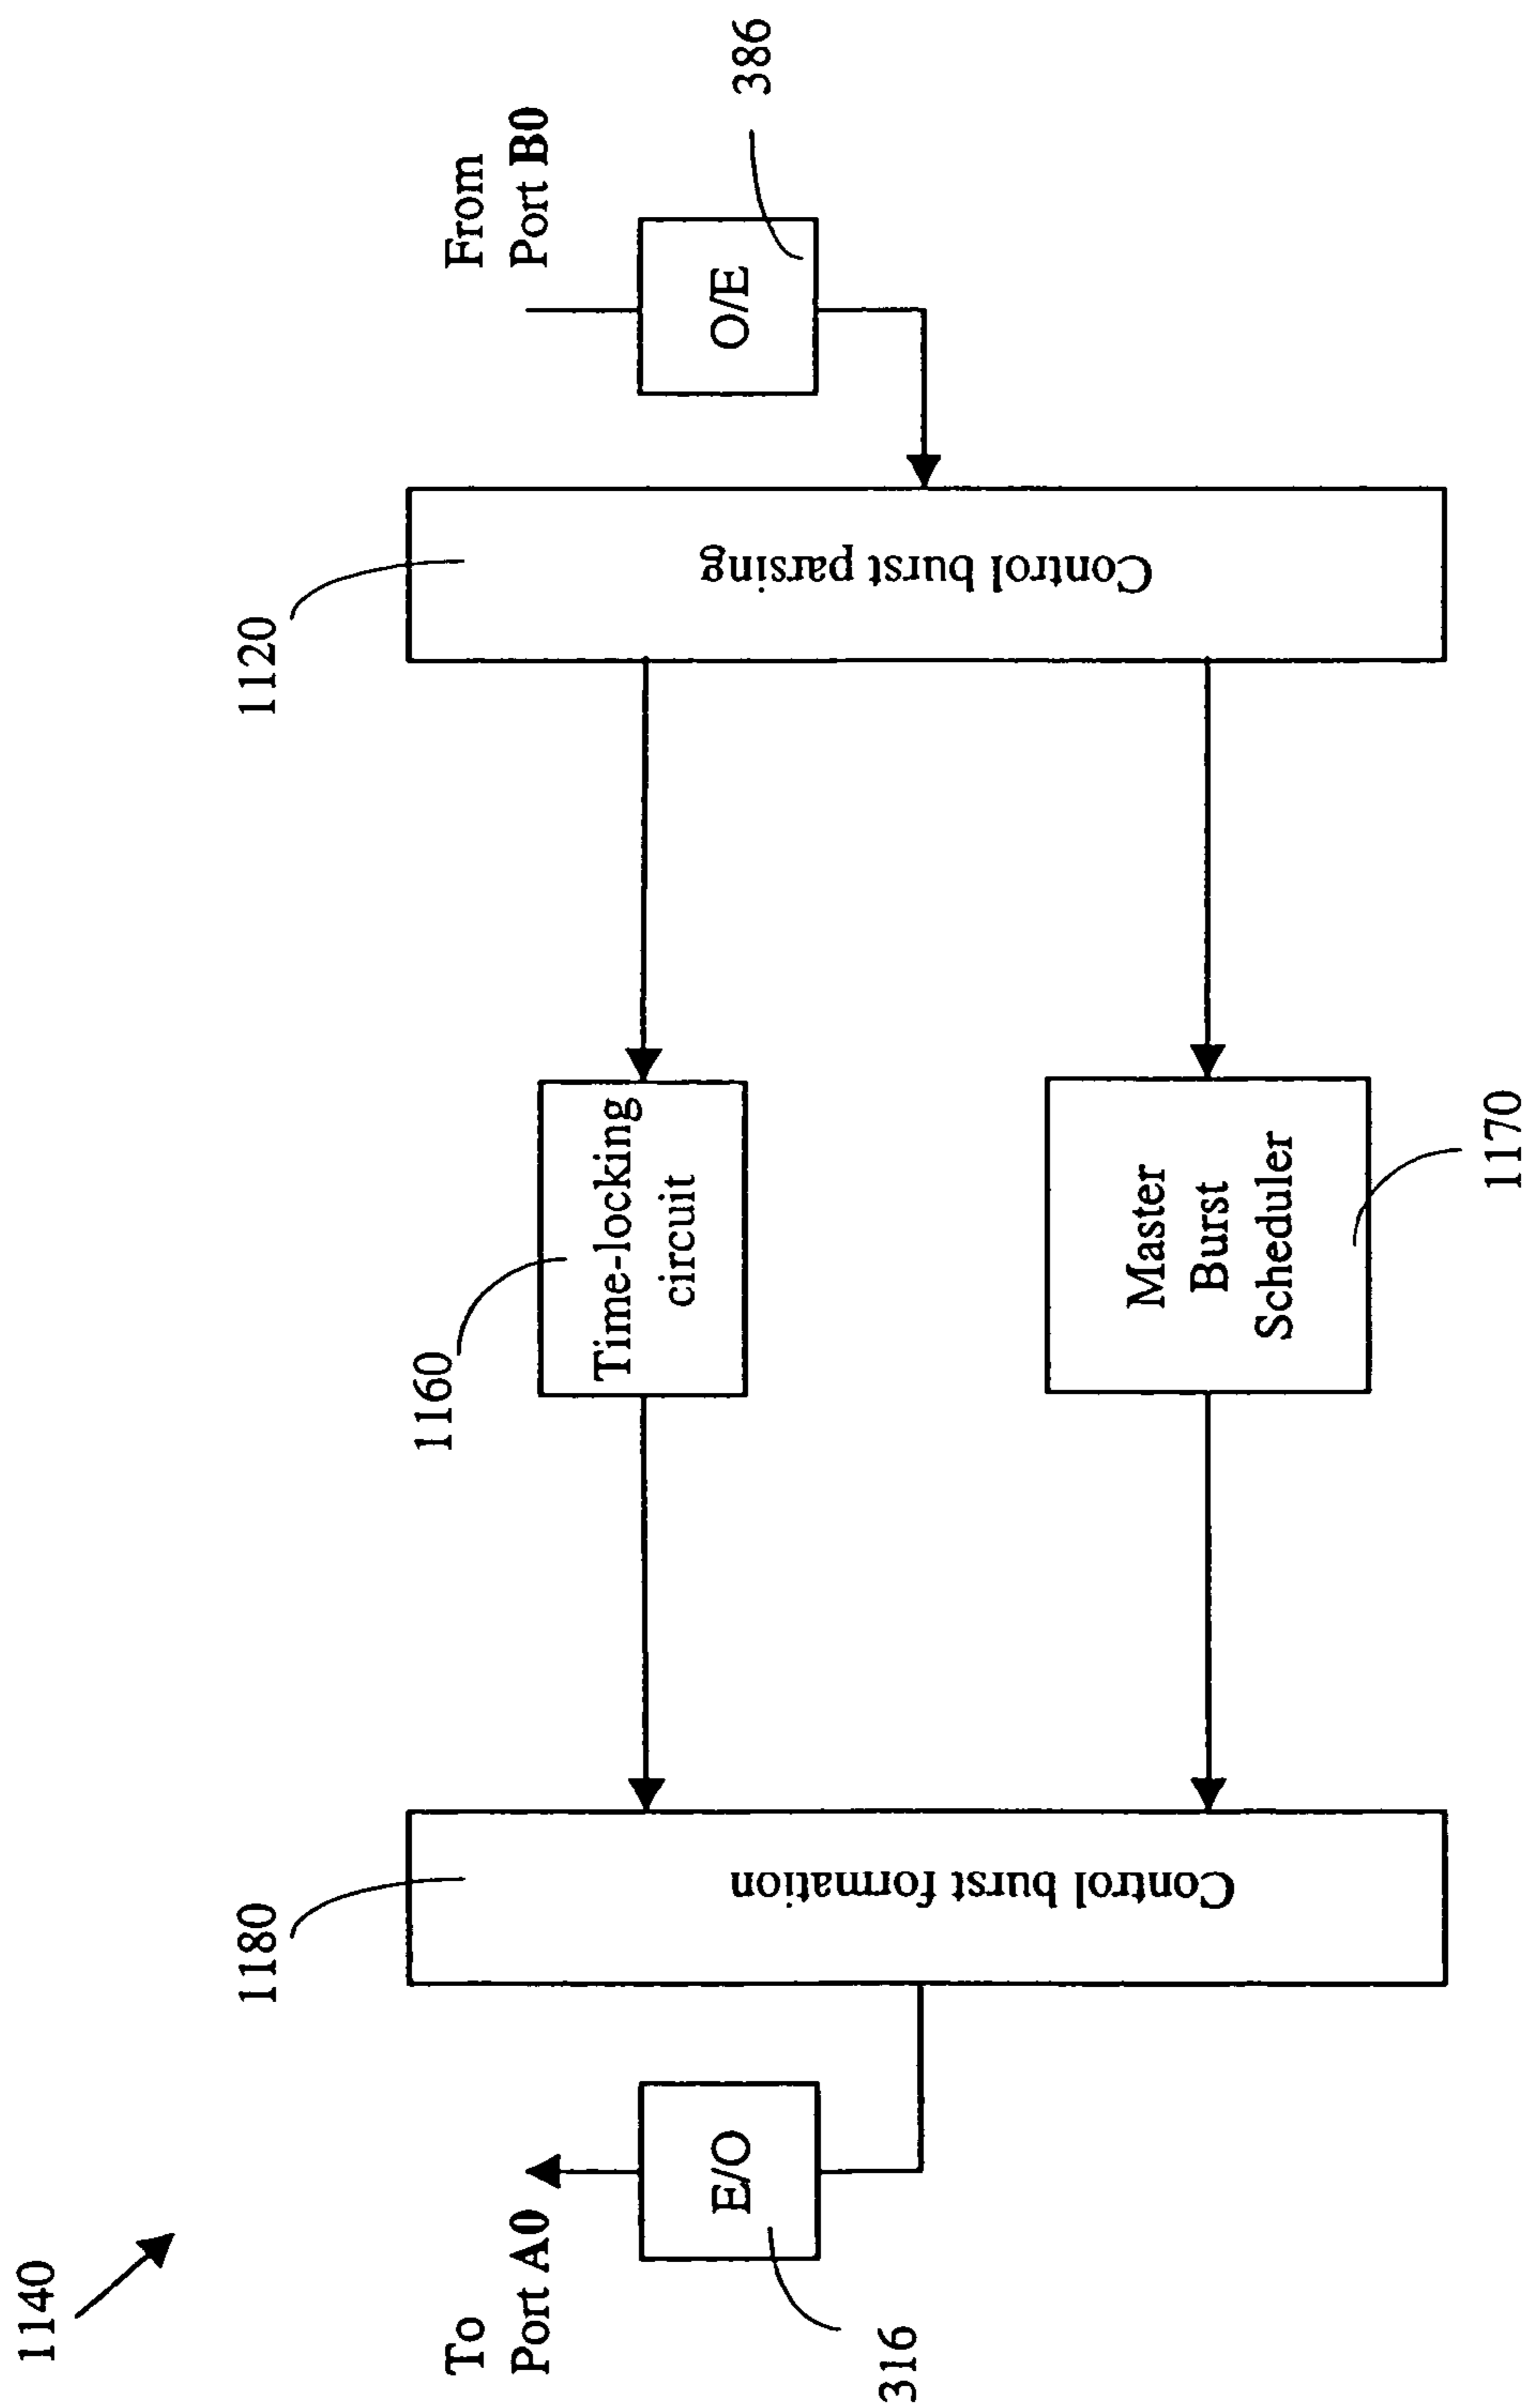 1140
To
Port A0
E/O
316
1180
Control burst formation
1160
Time-locking
circuit
Master
Burst
Scheduler
1170
1120
Control burst parsing
From
Port B0
O/E
386